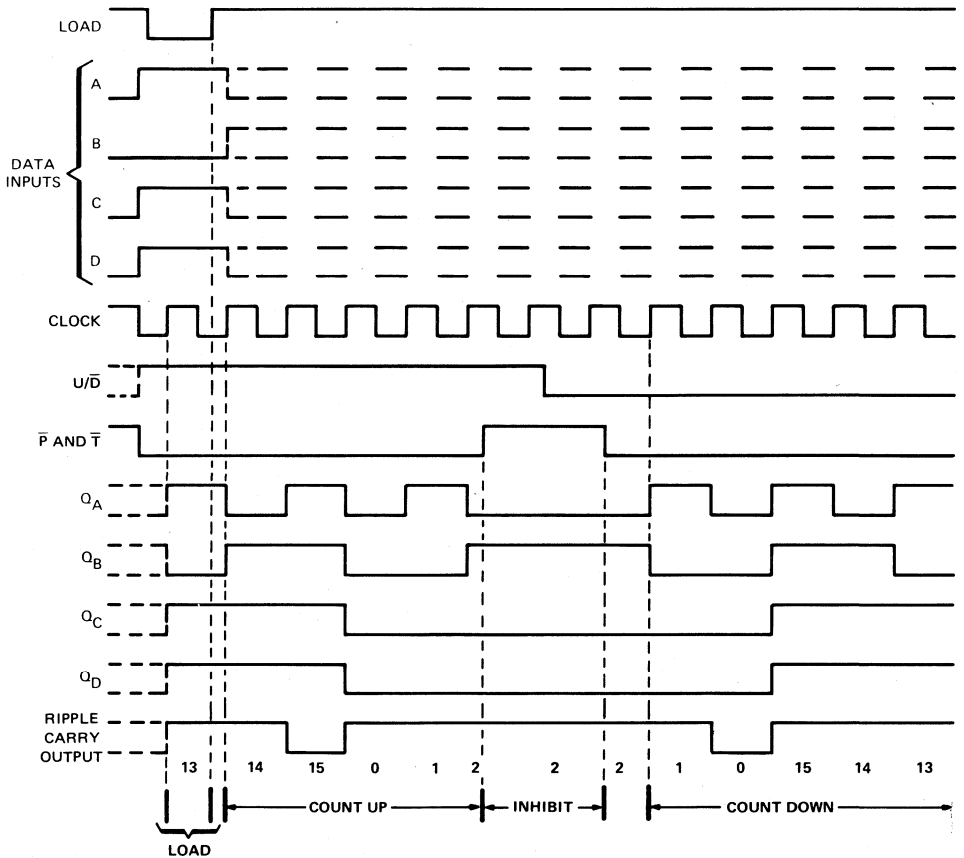 LOAD
A
B
DATA
INPUTS
C
D
CLOCK
U/D̅
P̅ AND T̅
QA
QB
QC
QD
RIPPLE
CARRY
OUTPUT
13 14 15 0 1 2 2 2 1 0 15 14 13
COUNT UP INHIBIT COUNT DOWN
LOAD